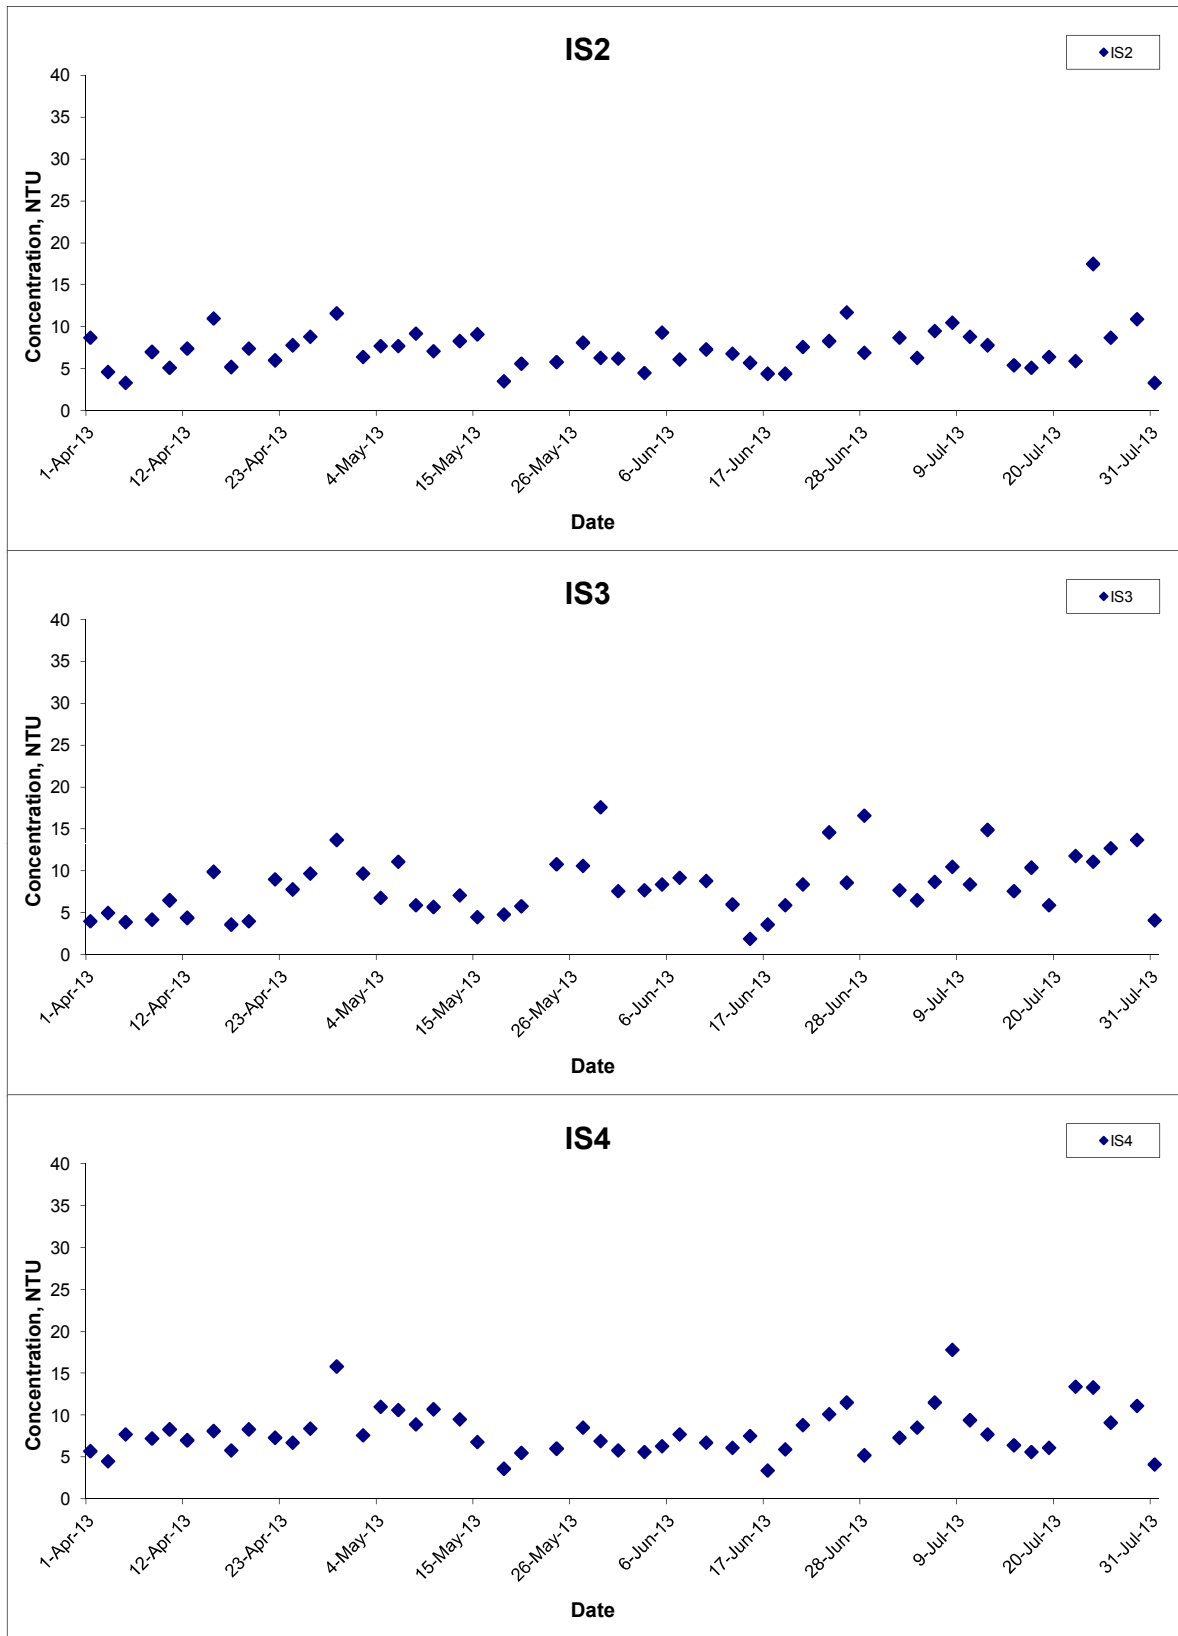 IS2
IS2
Concentration, NTU
40
35
30
25
20
15
10
5
0
1-Apr-13
12-Apr-13
23-Apr-13
4-May-13
15-May-13
26-May-13
6-Jun-13
17-Jun-13
28-Jun-13
9-Jul-13
20-Jul-13
31-Jul-13
Date
IS3
IS3
Concentration, NTU
40
35
30
25
20
15
10
5
0
1-Apr-13
12-Apr-13
23-Apr-13
4-May-13
15-May-13
26-May-13
6-Jun-13
17-Jun-13
28-Jun-13
9-Jul-13
20-Jul-13
31-Jul-13
Date
IS4
IS4
Concentration, NTU
40
35
30
25
20
15
10
5
0
1-Apr-13
12-Apr-13
23-Apr-13
4-May-13
15-May-13
26-May-13
6-Jun-13
17-Jun-13
28-Jun-13
9-Jul-13
20-Jul-13
31-Jul-13
Date